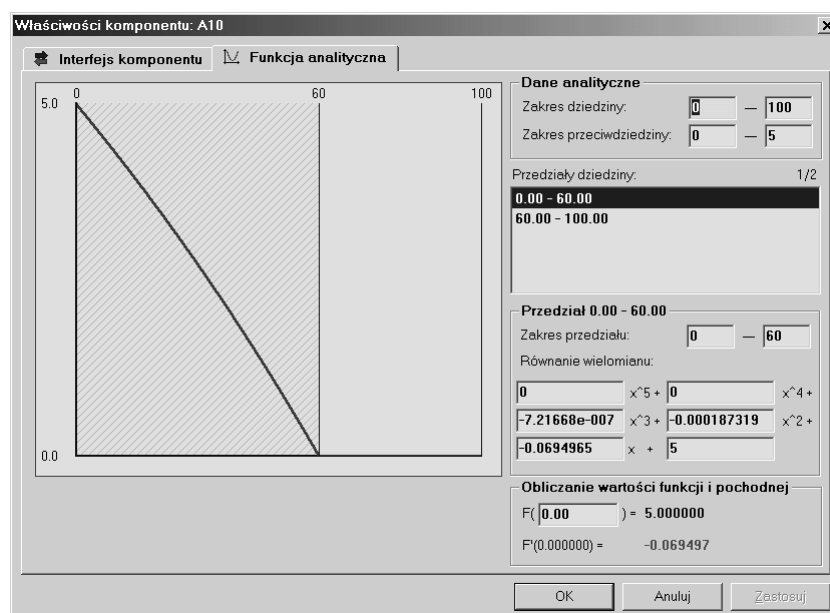 Właściwości komponentu: A10
Interfejs komponentu Funkcja analityczna
0 60 100
5.0
0.0
Dane analityczne
Zakres dziedziny: 0 — 100
Zakres przeciwdziedziny: 0 — 5
Przedziały dziedziny: 1/2
0.00 - 60.00
60.00 - 100.00
Przedział 0.00 - 60.00
Zakres przedziału: 0 — 60
Równanie wielomianu:
0 x^5 + 0 x^4 +
-7.21668e-007 x^3 + -0.000187319 x^2 +
-0.0694965 x + 5
Obliczanie wartości funkcji i pochodnej
F( 0.00 ) = 5.000000
F'(0.000000) = -0.069497
OK Anuluj Zastosuj